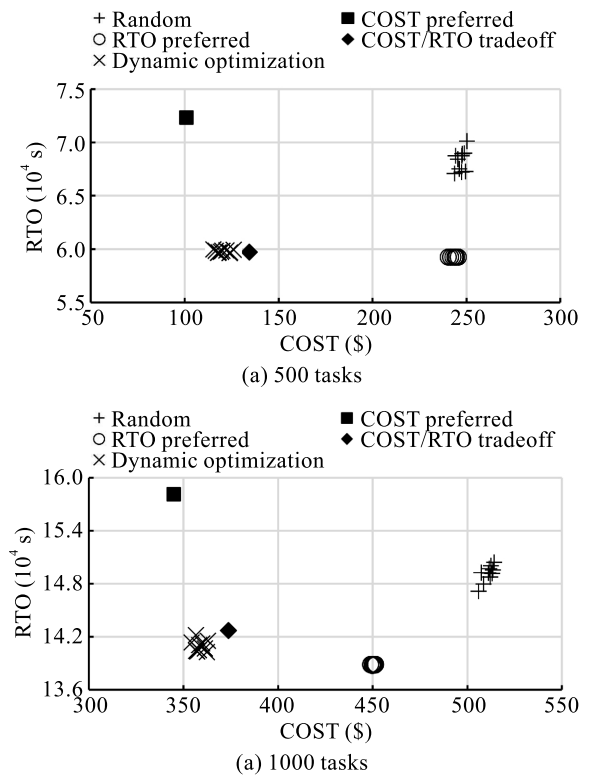 + Random ■ COST preferred
○ RTO preferred ◆ COST/RTO tradeoff
× Dynamic optimization
7.5
7.0
6.5
6.0
5.5
RTO (10⁴ s)
50 100 150 200 250 300
COST ($)
(a) 500 tasks
+ Random ■ COST preferred
○ RTO preferred ◆ COST/RTO tradeoff
× Dynamic optimization
16.0
15.4
14.8
14.2
13.6
RTO (10⁴ s)
300 350 400 450 500 550
COST ($)
(a) 1000 tasks